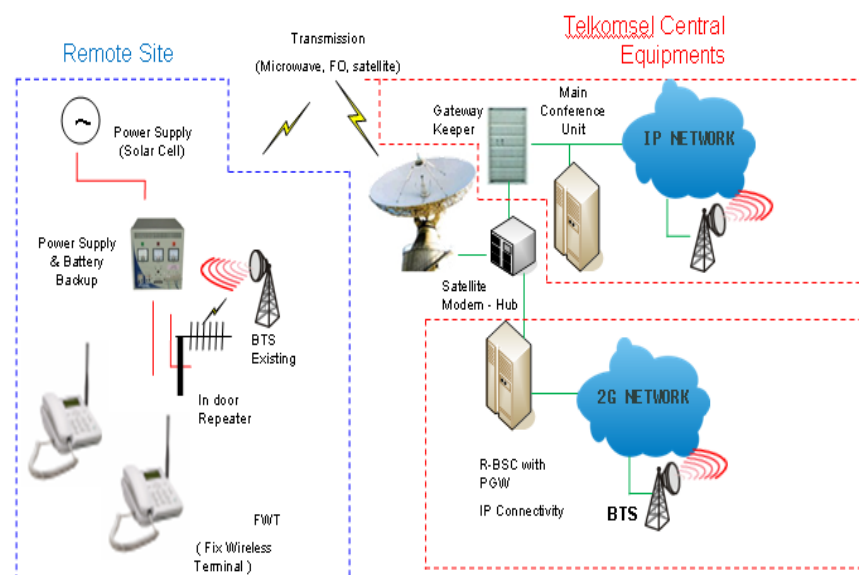 Remote Site
Transmission
(Microwave, FO, satellite)
Telkomsel Central
Equipments
Power Supply
(Solar Cell)
Gateway
Keeper
Main
Conference
Unit
IP NETWORK
Power Supply
& Battery
Backup
BTS
Existing
Satellite
Modem - Hub
In door
Repeater
2G NETWORK
R-BSC with
PGW
IP Connectivity
BTS
FWT
( Fix Wireless
Terminal )